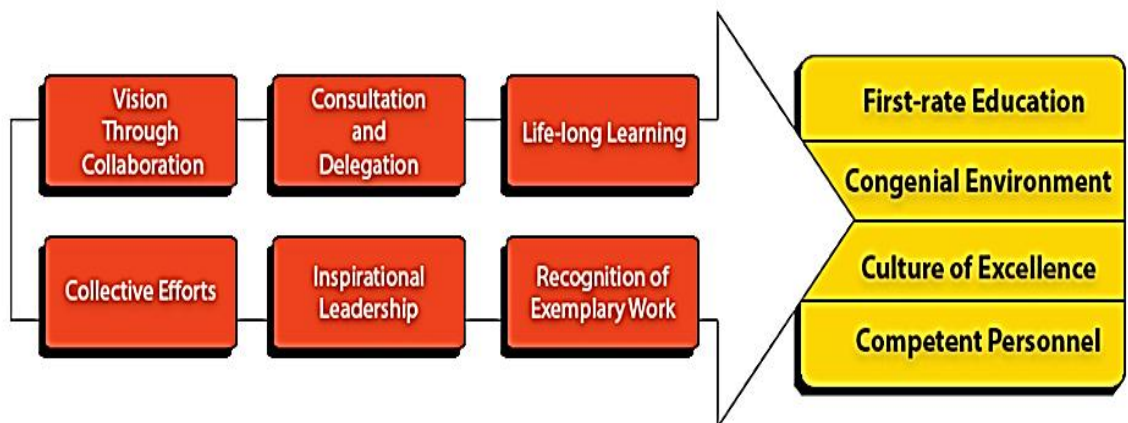 Vision
Through
Collaboration
Consultation
and
Delegation
Life-long Learning
Collective Efforts
Inspirational
Leadership
Recognition of
Exemplary Work
First-rate Education
Congenial Environment
Culture of Excellence
Competent Personnel